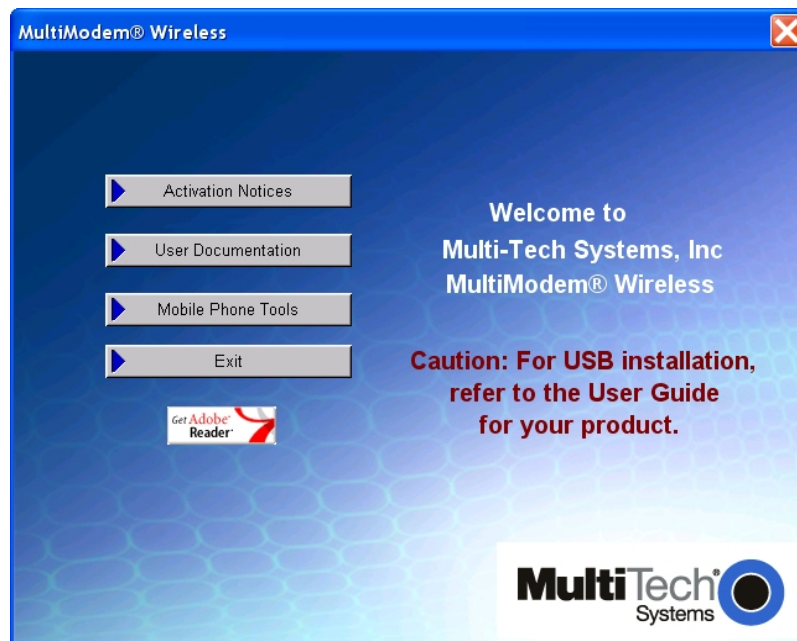 MultiModem® Wireless
Activation Notices
User Documentation
Mobile Phone Tools
Exit
Get Adobe®
Reader®
Welcome to
Multi-Tech Systems, Inc
MultiModem® Wireless
Caution: For USB installation,
refer to the User Guide
for your product.
MultiTech®
Systems